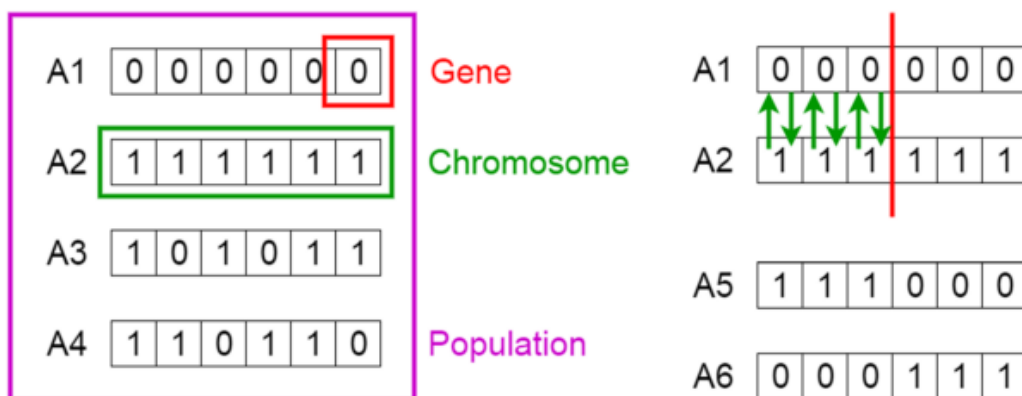 A1 0 0 0 0 0 0 Gene
A2 1 1 1 1 1 1 Chromosome
A3 1 0 1 0 1 1
A4 1 1 0 1 1 0 Population
A1 0 0 0 0 0 0
A2 1 1 1 1 1 1
A5 1 1 1 0 0 0
A6 0 0 0 1 1 1